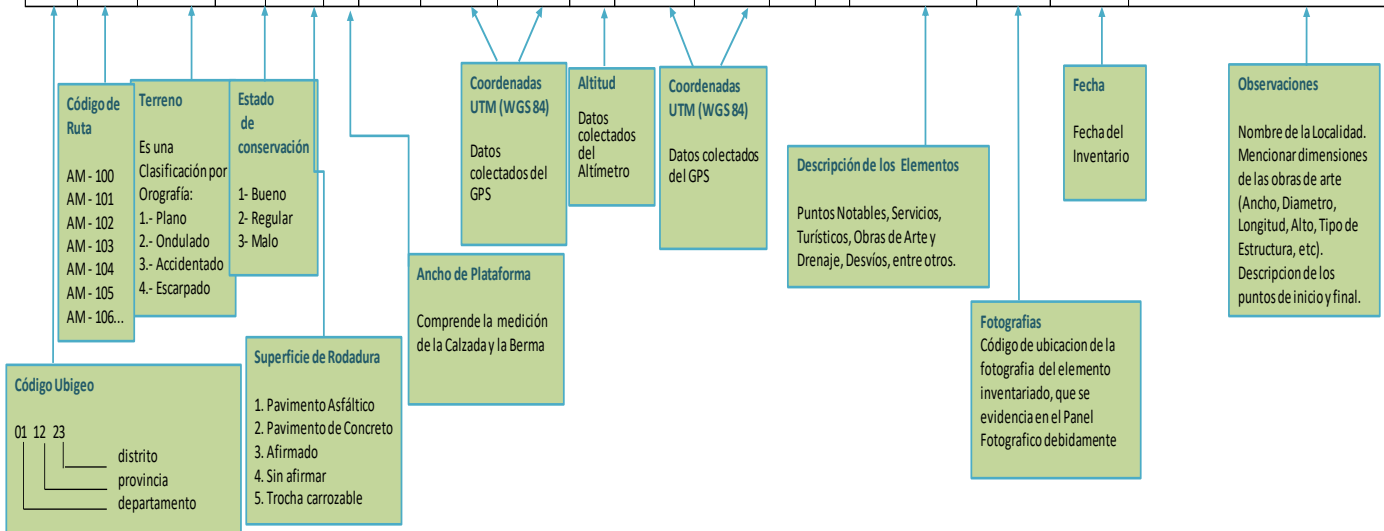 Código de
Ruta
AM - 100
AM - 101
AM - 102
AM - 103
AM - 104
AM - 105
AM - 106...
Terreno
Es una
Clasificación por
Orografía:
1.- Plano
2.- Ondulado
3.- Accidentado
4.- Escarpado
Estado
de
conservación
1- Bueno
2- Regular
3- Malo
Coordenadas
UTM (WGS 84)
Datos
colectados del
GPS
Altitud
Datos
colectados
del
Altímetro
Coordenadas
UTM (WGS 84)
Datos colectados
del GPS
Descripción de los Elementos
Puntos Notables, Servicios,
Turísticos, Obras de Arte y
Drenaje, Desvíos, entre otros.
Fecha
Fecha del
Inventario
Observaciones
Nombre de la Localidad.
Mencionar dimensiones
de las obras de arte
(Ancho, Diametro,
Longitud, Alto, Tipo de
Estructura, etc).
Descripcion de los
puntos de inicio y final.
Código Ubigeo
01 12 23
distrito
provincia
departamento
Superficie de Rodadura
1. Pavimento Asfáltico
2. Pavimento de Concreto
3. Afirmado
4. Sin afirmar
5. Trocha carrozable
Ancho de Plataforma
Comprende la medición
de la Calzada y la Berma
Fotografias
Código de ubicacion de la
fotografia del elemento
inventariado, que se
evidencia en el Panel
Fotografico debidamente